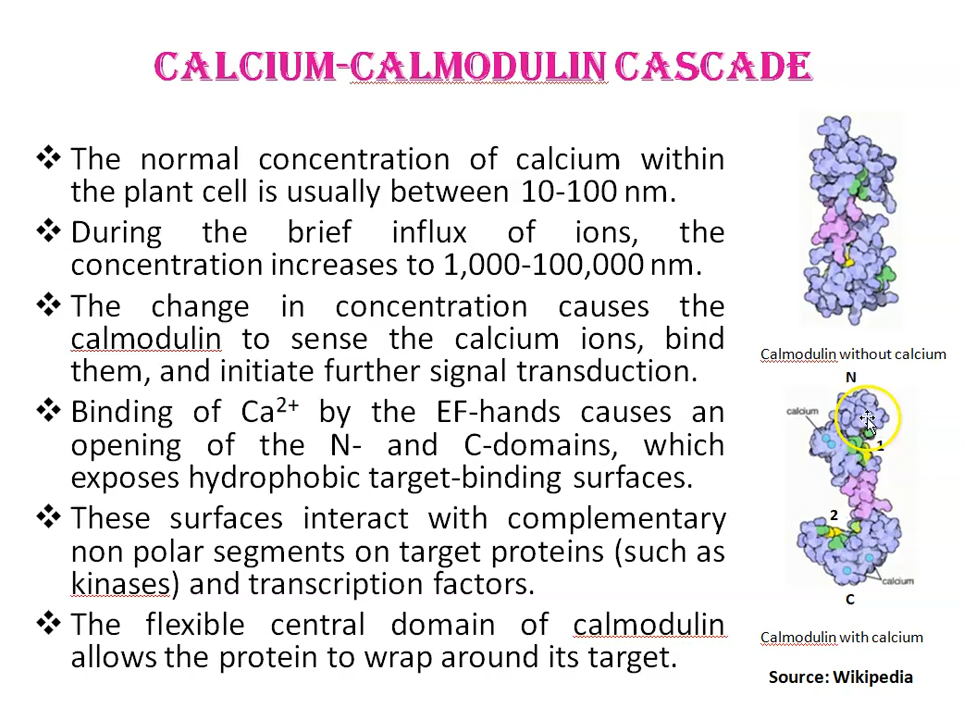 CALCIUM-CALMODULIN CASCADE
❖ The normal concentration of calcium within
the plant cell is usually between 10-100 nm.
❖ During the brief influx of ions, the
concentration increases to 1,000-100,000 nm.
❖ The change in concentration causes the
calmodulin to sense the calcium ions, bind
them, and initiate further signal transduction.
❖ Binding of Ca²⁺ by the EF-hands causes an
opening of the N- and C-domains, which
exposes hydrophobic target-binding surfaces.
❖ These surfaces interact with complementary
non polar segments on target proteins (such as
kinases) and transcription factors.
❖ The flexible central domain of calmodulin
allows the protein to wrap around its target.
Calmodulin without calcium
N
calcium
1
2
calcium
C
Calmodulin with calcium
Source: Wikipedia